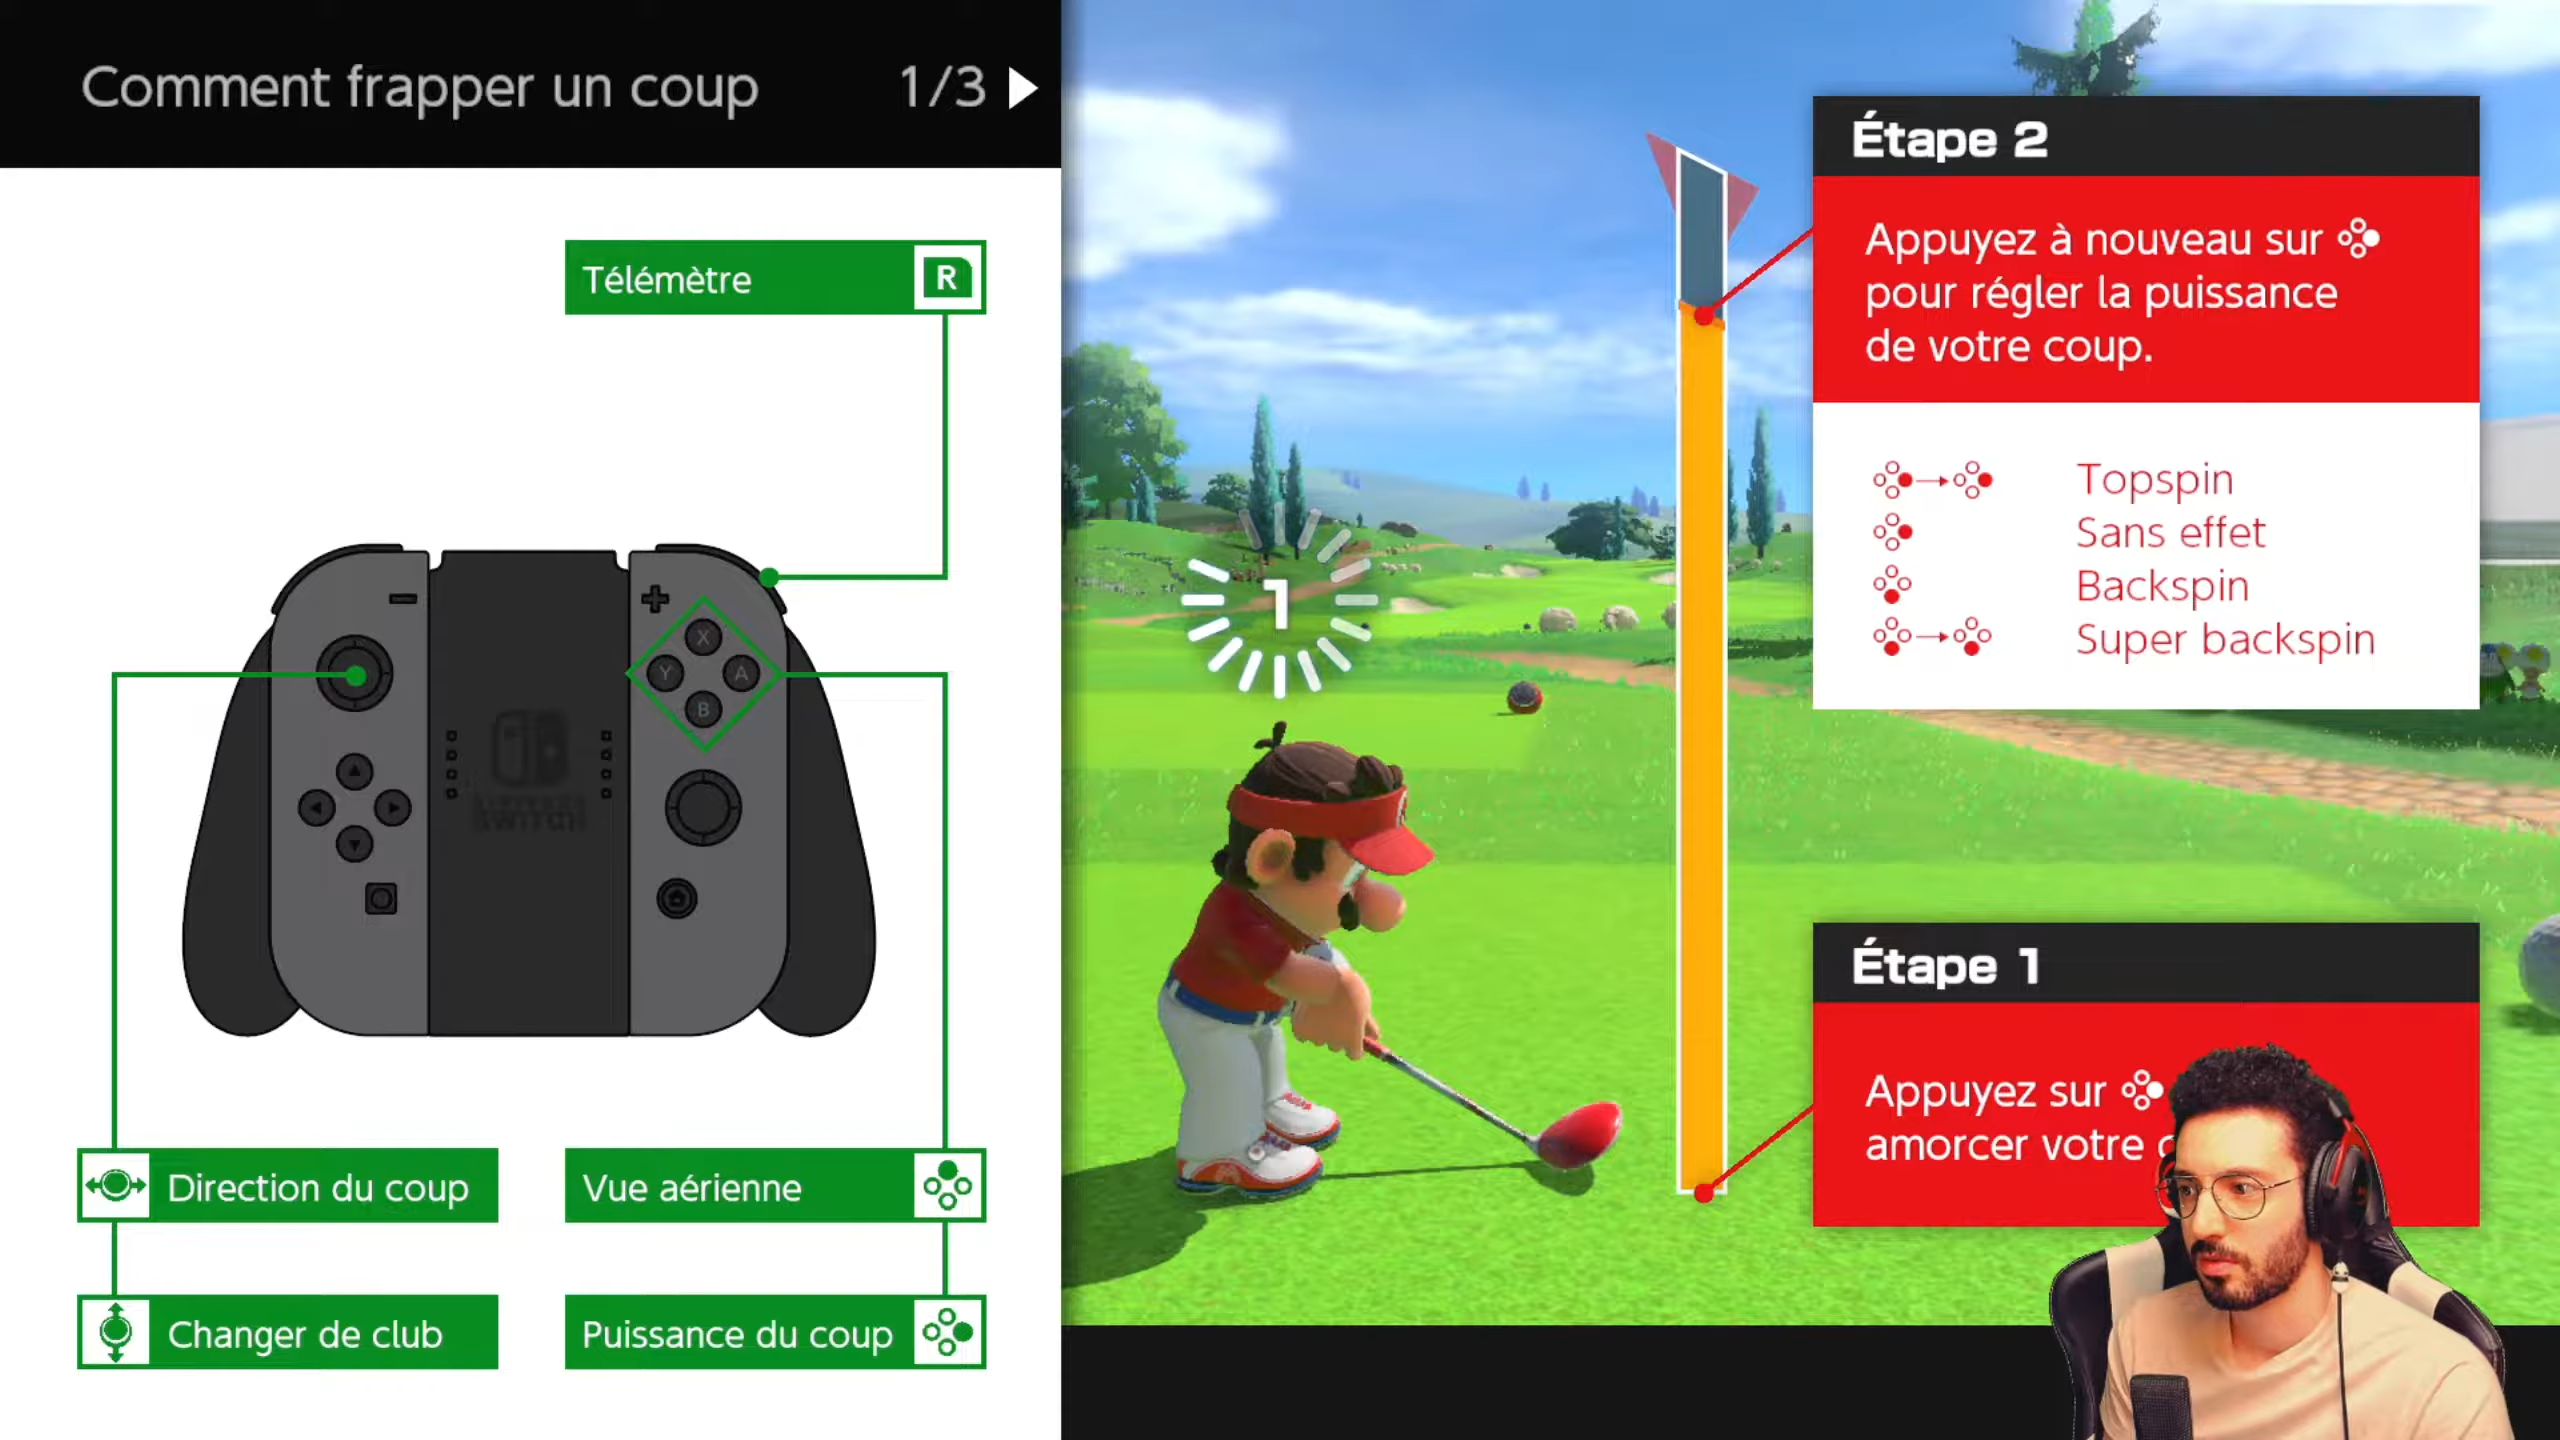 Comment frapper un coup 1/3
Télémètre R
X
Y A
B
SWITCH
Direction du coup
Vue aérienne
Changer de club
Puissance du coup
1
Étape 2
Appuyez à nouveau sur
pour régler la puissance
de votre coup.
Topspin
Sans effet
Backspin
Super backspin
Étape 1
Appuyez sur
amorcer votre